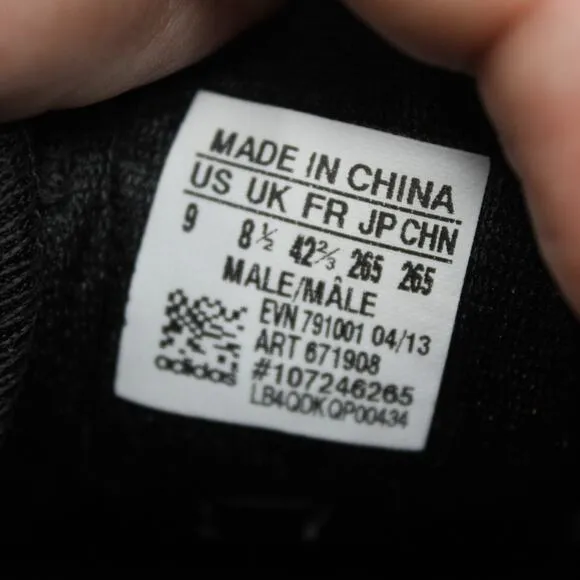 MADE IN CHINA
US UK FR JP CHN
9 8½ 42⅔ 265 265
MALE/MÂLE
EVN 791001 04/13
ART 671908
#107246265
LB4QDKQP00434
adidas